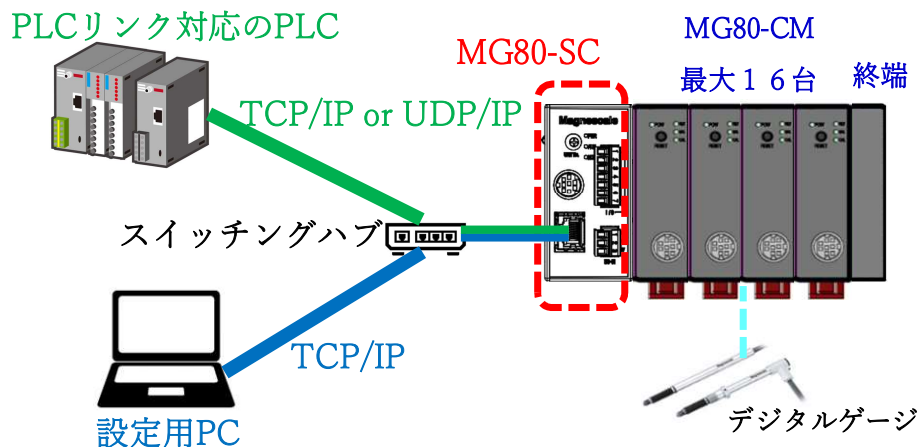 PLCリンク対応のPLC
MG80-SC
MG80-CM
最大１６台
終端
TCP/IP or UDP/IP
Magnescale
スイッチングハブ
TCP/IP
設定用PC
デジタルゲージ